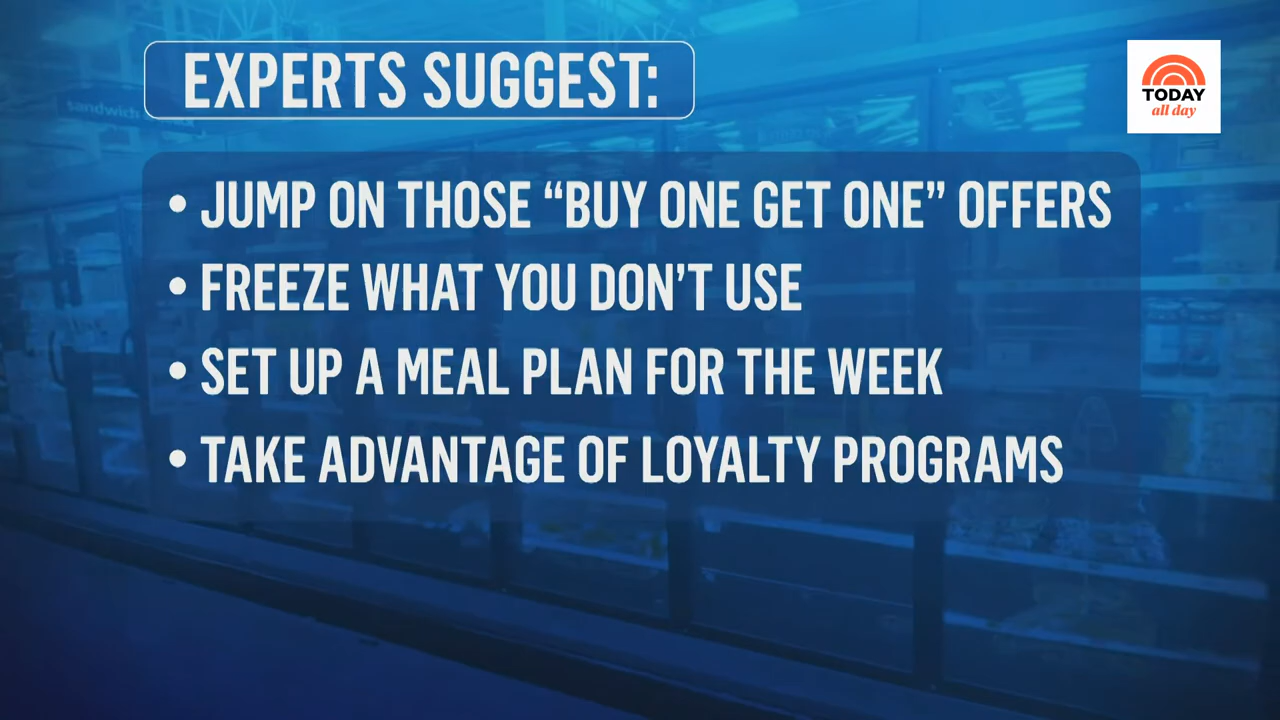 EXPERTS SUGGEST:
TODAY
all day
sandwich
• JUMP ON THOSE “BUY ONE GET ONE” OFFERS
• FREEZE WHAT YOU DON’T USE
• SET UP A MEAL PLAN FOR THE WEEK
• TAKE ADVANTAGE OF LOYALTY PROGRAMS